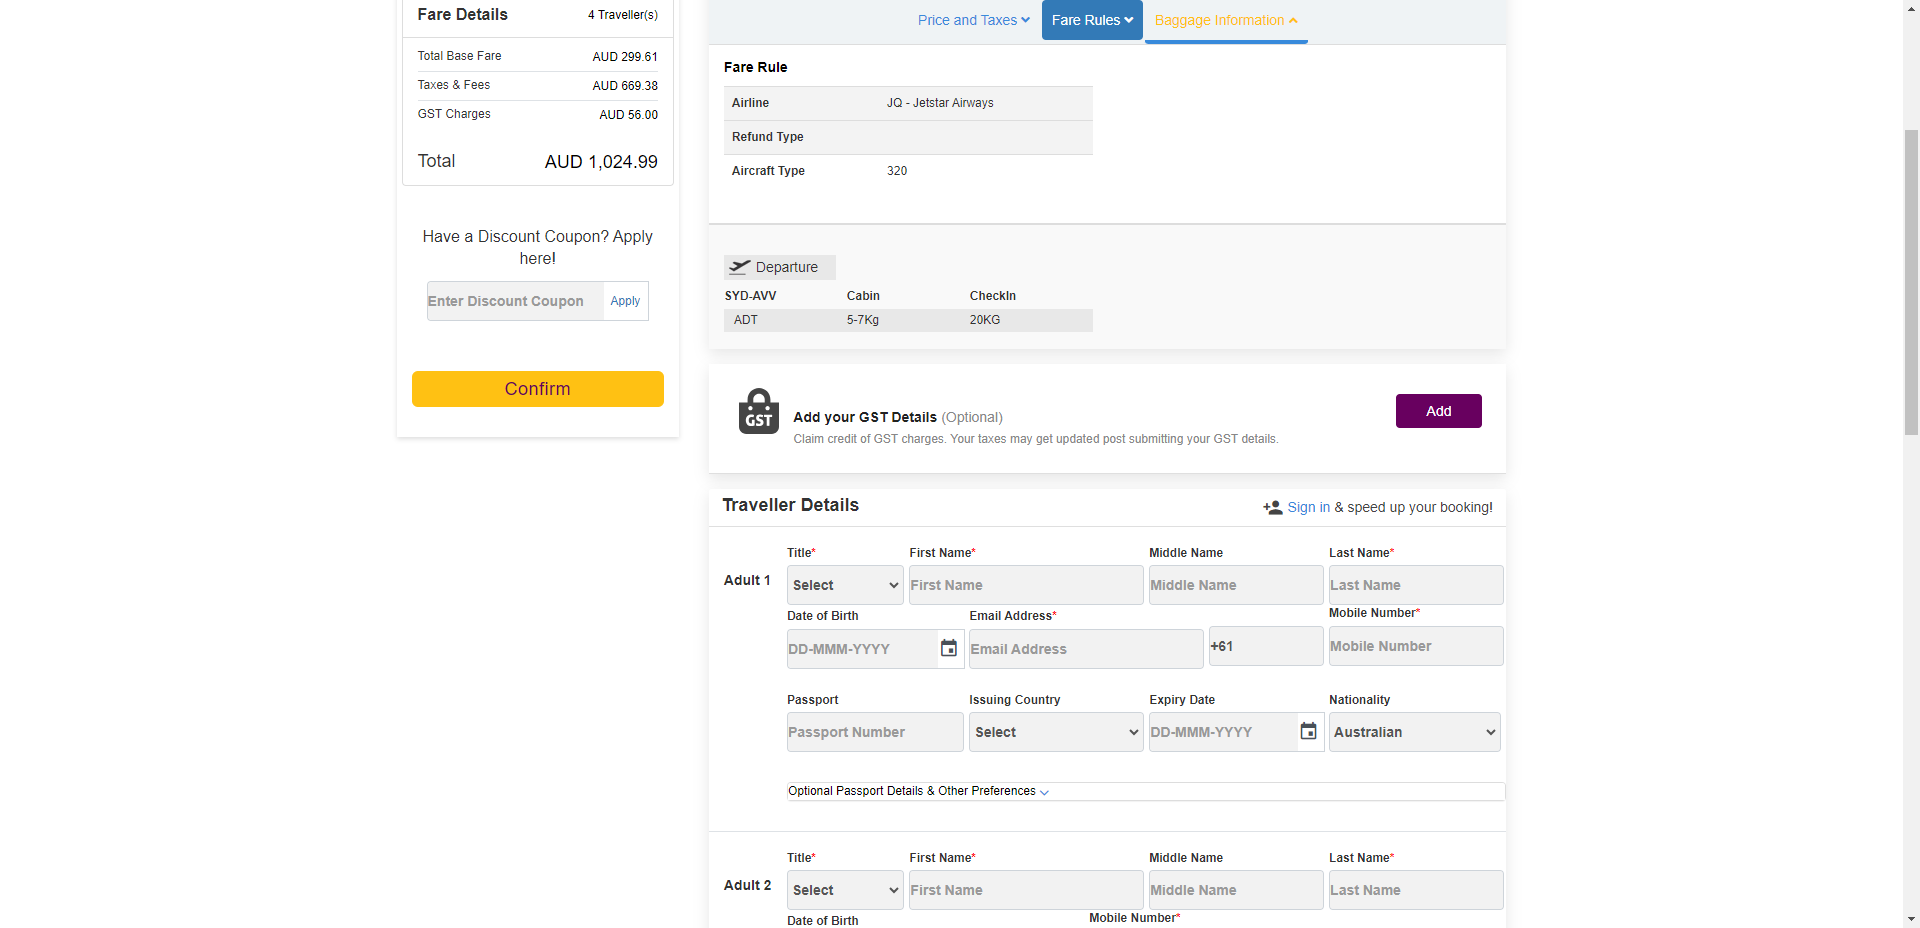 Fare Details 4 Traveller(s)
Total Base Fare AUD 299.61
Taxes & Fees AUD 669.38
GST Charges AUD 56.00
Total AUD 1,024.99
Have a Discount Coupon? Apply
here!
Enter Discount Coupon Apply
Confirm
Price and Taxes Fare Rules Baggage Information
Fare Rule
Airline JQ - Jetstar Airways
Refund Type
Aircraft Type 320
Departure
SYD-AVV Cabin CheckIn
ADT 5-7Kg 20KG
GST
Add your GST Details (Optional)
Claim credit of GST charges. Your taxes may get updated post submitting your GST details.
Add
Traveller Details Sign in & speed up your booking!
Title* First Name* Middle Name Last Name*
Adult 1 Select First Name Middle Name Last Name
Date of Birth Email Address* Mobile Number*
DD-MMM-YYYY Email Address +61 Mobile Number
Passport Issuing Country Expiry Date Nationality
Passport Number Select DD-MMM-YYYY Australian
Optional Passport Details & Other Preferences
Title* First Name* Middle Name Last Name*
Adult 2 Select First Name Middle Name Last Name
Date of Birth Mobile Number*